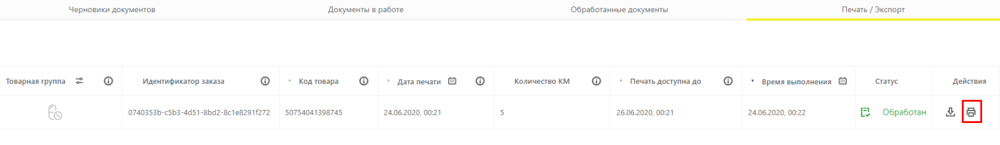 Черновики документов Документы в работе Обработанные документы Печать / Экспорт
Товарная группа Идентификатор заказа Код товара Дата печати Количество КМ Печать доступна до Время выполнения Статус Действия
0740353b-c5b3-4d51-8bd2-8c1e8291f272 50754041398745 24.06.2020, 00:21 5 26.06.2020, 00:21 24.06.2020, 00:22 Обработан